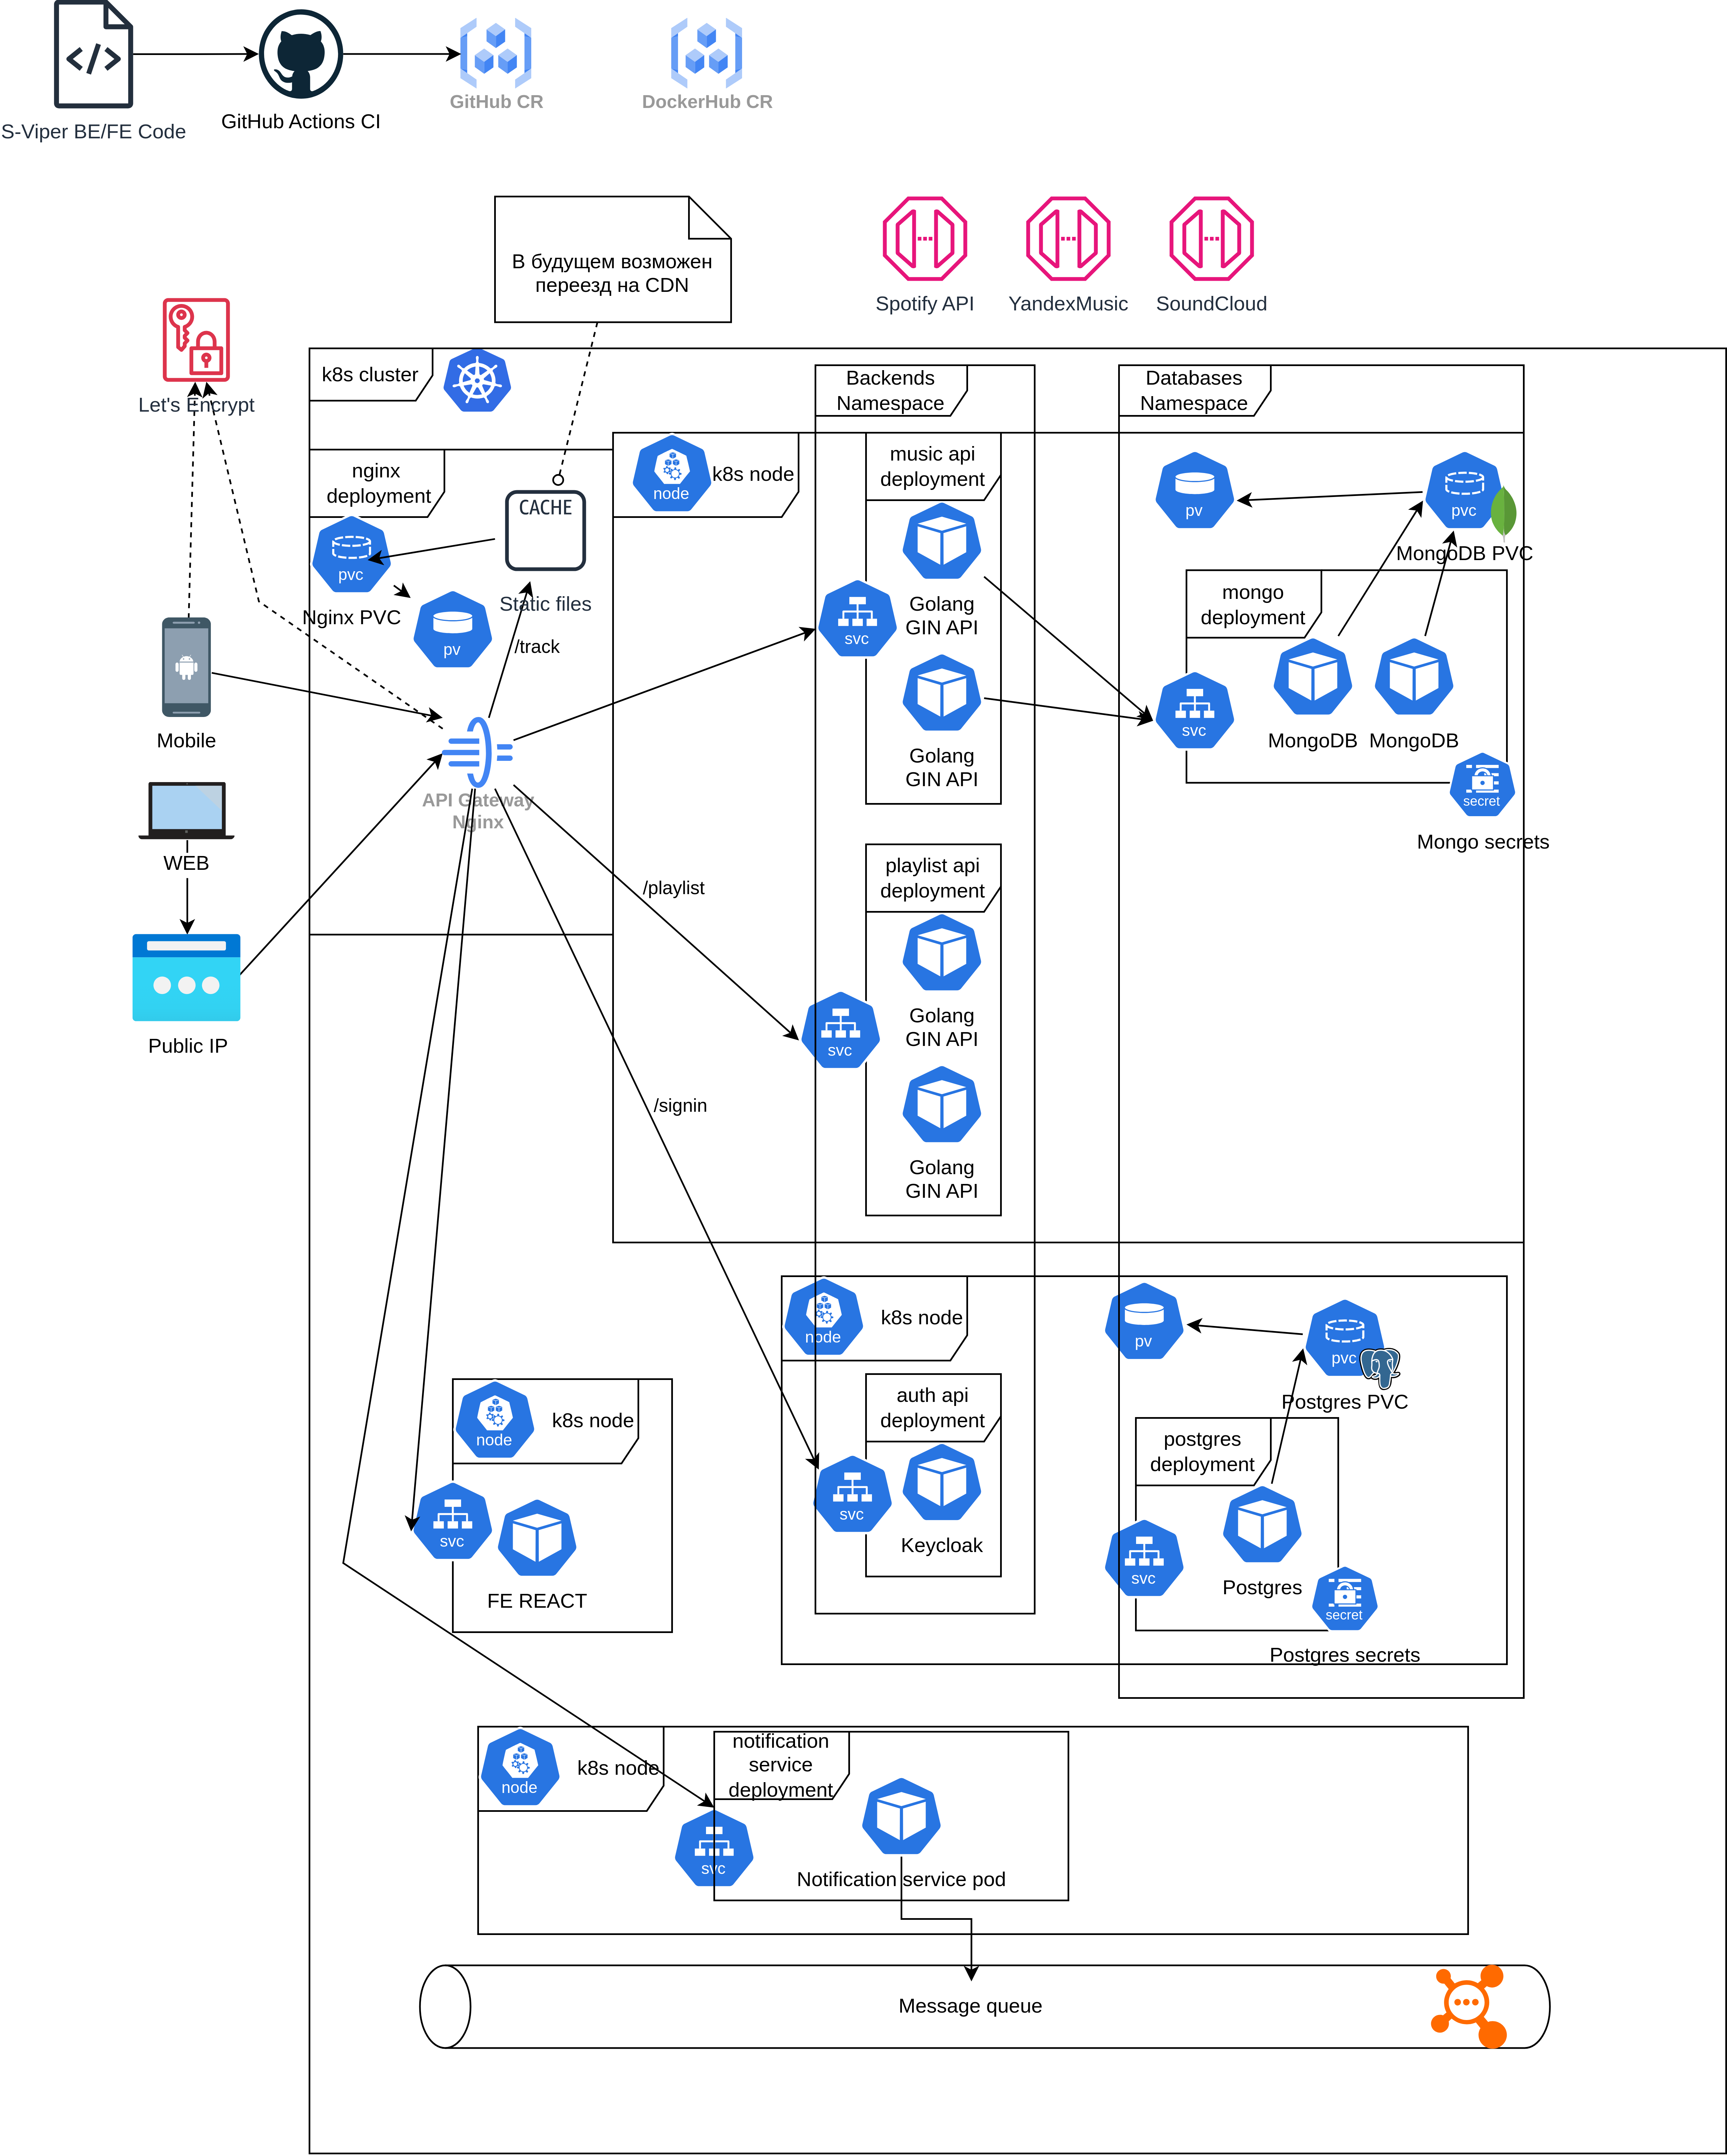 S-Viper BE/FE Code
GitHub Actions CI
GitHub CR
DockerHub CR
В будущем возможен
переезд на CDN
Spotify API
YandexMusic
SoundCloud
Let's Encrypt
k8s cluster
Backends
Namespace
Databases
Namespace
nginx
deployment
node
k8s node
music api
deployment
CACHE
Static files
pvc
Nginx PVC
pv
/track
svc
Golang
GIN API
Golang
GIN API
pv
pvc
MongoDB PVC
mongo
deployment
svc
MongoDB
MongoDB
secret
Mongo secrets
Mobile
API Gateway
Nginx
WEB
Public IP
/playlist
/signin
playlist api
deployment
svc
Golang
GIN API
Golang
GIN API
node
k8s node
pv
pvc
Postgres PVC
auth api
deployment
svc
Keycloak
postgres
deployment
svc
Postgres
secret
Postgres secrets
node
k8s node
svc
FE REACT
node
k8s node
notification
service
deployment
svc
Notification service pod
Message queue